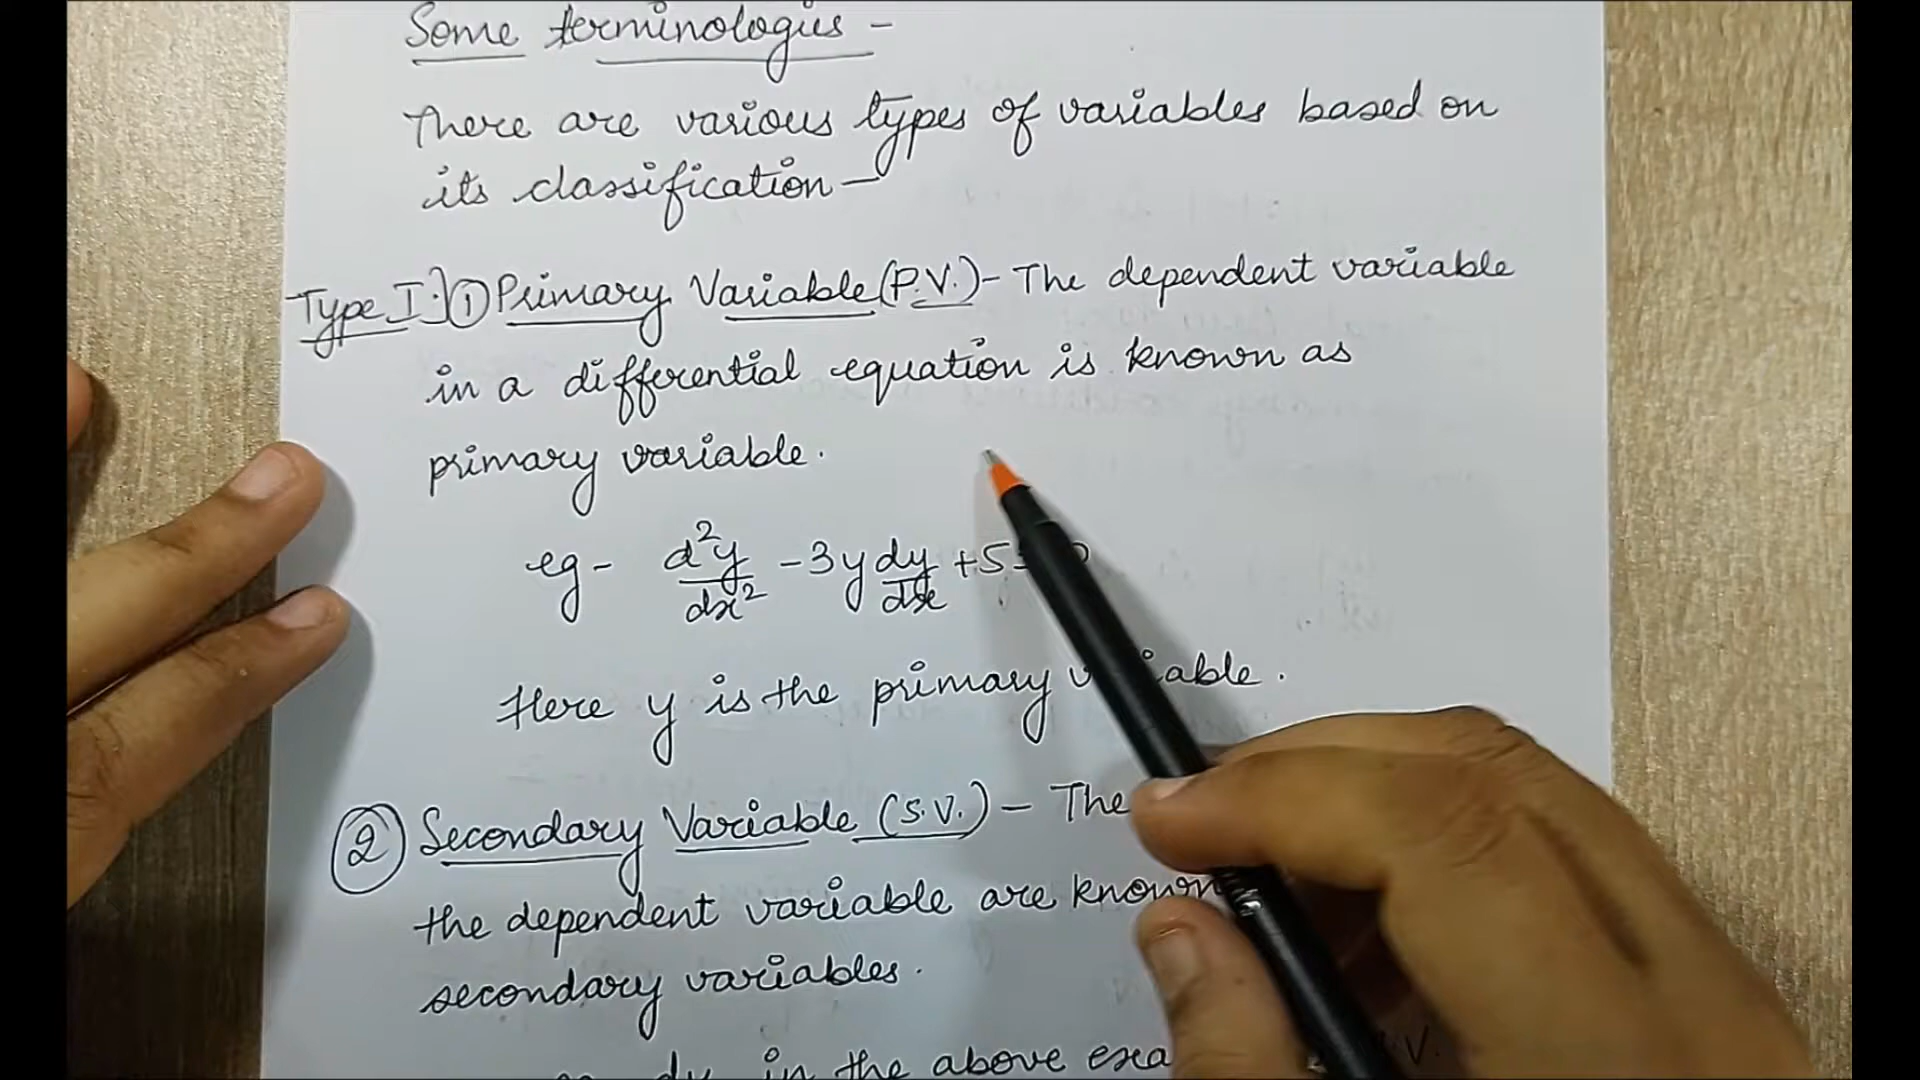 Some terminologies -
There are various types of variables based on
its classification -
Type I:] ① Primary Variable (P.V.) - The dependent variable
in a differential equation is known as
primary variable.
eg - d²y/dx² - 3y dy/dx + 5
Here y is the primary
② Secondary Variable (S.V.) - The
the dependent variable are known
secondary variables.
dy in the above